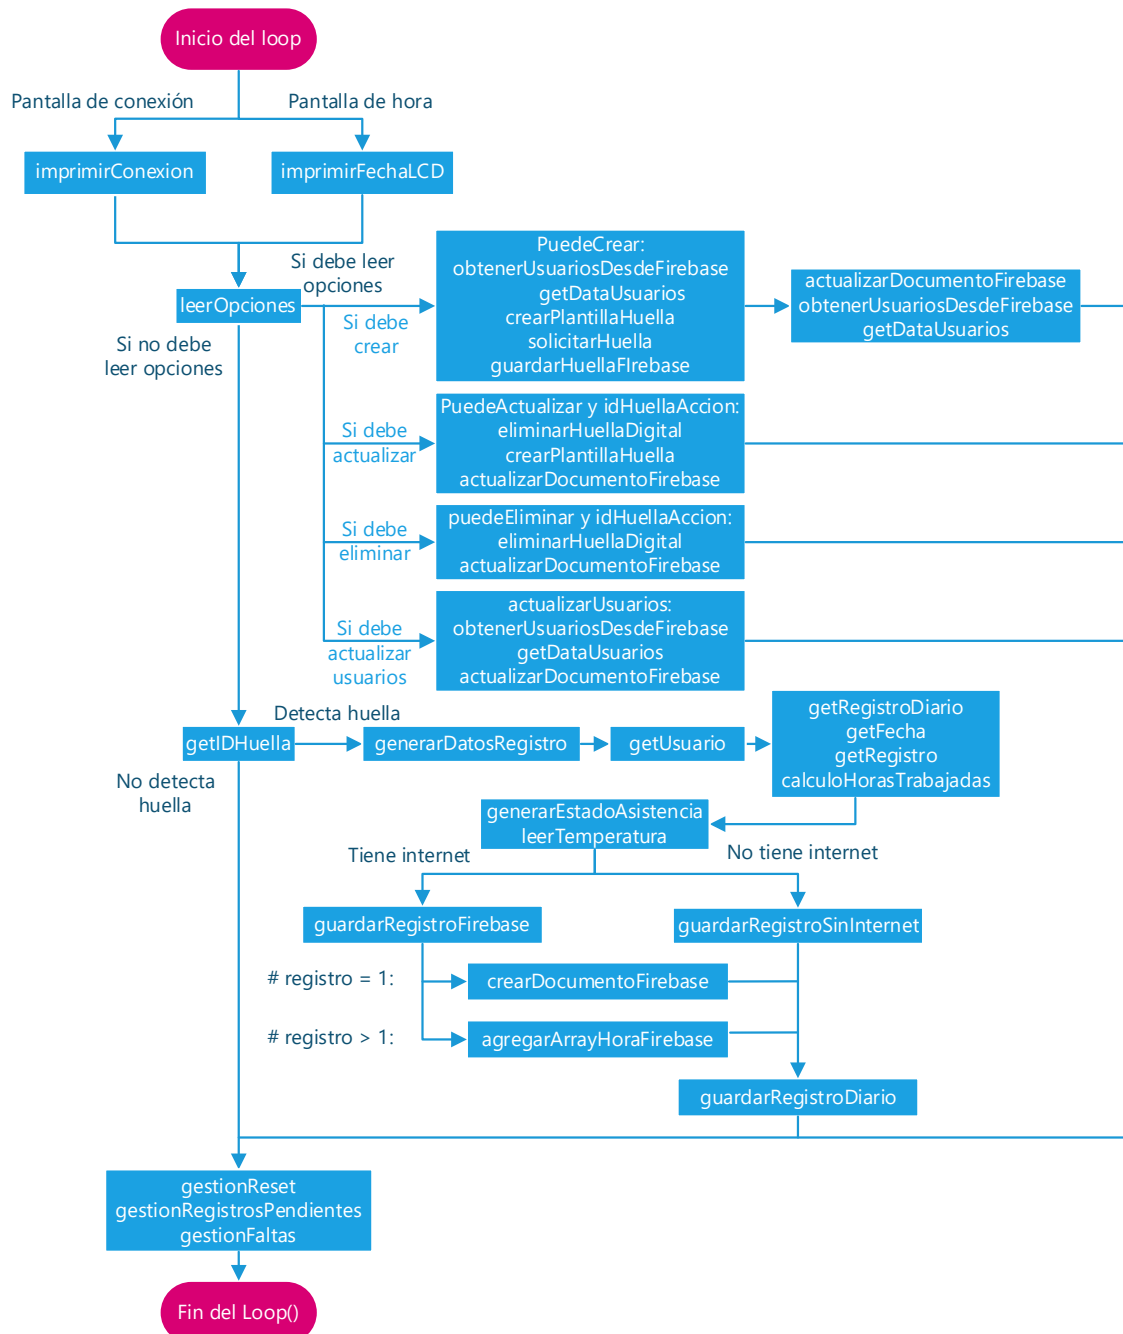 Inicio del loop
Pantalla de conexión
Pantalla de hora
imprimirConexion
imprimirFechaLCD
Si debe leer
opciones
leerOpciones
Si no debe
leer opciones
Si debe
crear
PuedeCrear:
obtenerUsuariosDesdeFirebase
getDataUsuarios
crearPlantillaHuella
solicitarHuella
guardarHuellaFIrebase
actualizarDocumentoFirebase
obtenerUsuariosDesdeFirebase
getDataUsuarios
Si debe
actualizar
PuedeActualizar y idHuellaAccion:
eliminarHuellaDigital
crearPlantillaHuella
actualizarDocumentoFirebase
Si debe
eliminar
puedeEliminar y idHuellaAccion:
eliminarHuellaDigital
actualizarDocumentoFirebase
Si debe
actualizar
usuarios
actualizarUsuarios:
obtenerUsuariosDesdeFirebase
getDataUsuarios
actualizarDocumentoFirebase
Detecta huella
getIDHuella
No detecta
huella
generarDatosRegistro
getUsuario
getRegistroDiario
getFecha
getRegistro
calculoHorasTrabajadas
generarEstadoAsistencia
leerTemperatura
Tiene internet
No tiene internet
guardarRegistroFirebase
guardarRegistroSinInternet
# registro = 1:
crearDocumentoFirebase
# registro > 1:
agregarArrayHoraFirebase
guardarRegistroDiario
gestionReset
gestionRegistrosPendientes
gestionFaltas
Fin del Loop()